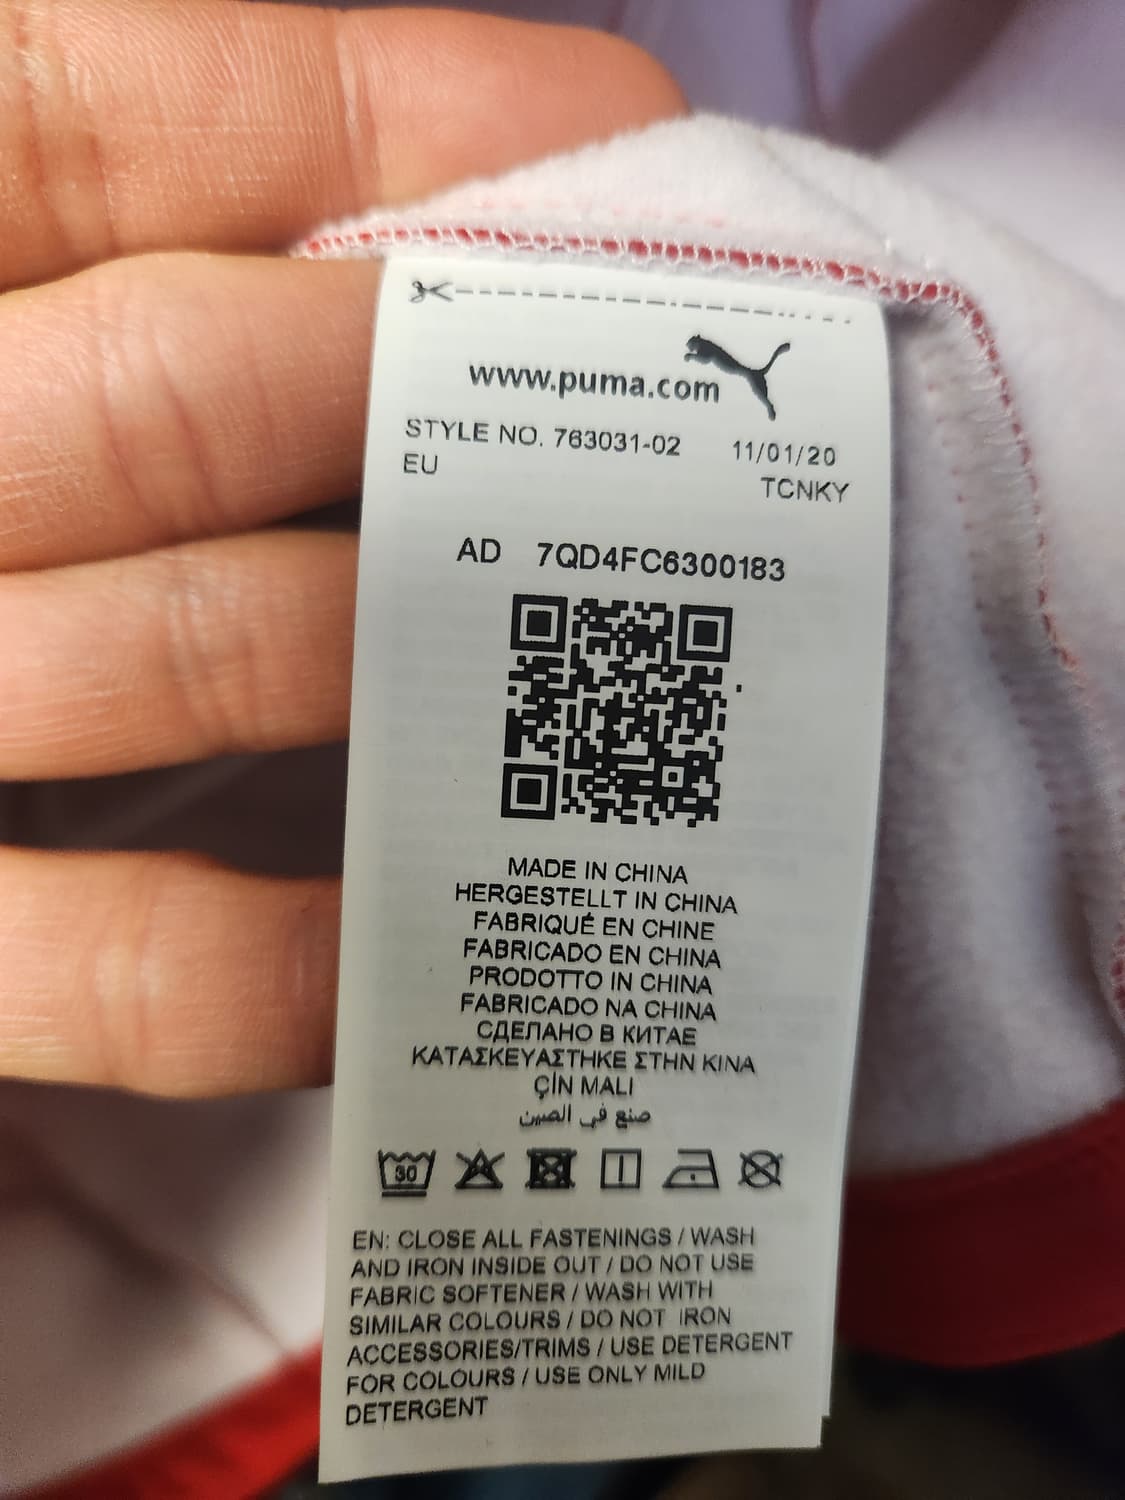 www.puma.com
STYLE NO. 763031-02 11/01/20
EU TCNKY
AD 7QD4FC6300183
MADE IN CHINA
HERGESTELLT IN CHINA
FABRIQUÉ EN CHINE
FABRICADO EN CHINA
PRODOTTO IN CHINA
FABRICADO NA CHINA
СДЕЛАНО В КИТАЕ
ΚΑΤΑΣΚΕΥΑΣΤΗΚΕ ΣΤΗΝ ΚΙΝΑ
ÇİN MALI
صنع في الصين
30
EN: CLOSE ALL FASTENINGS / WASH
AND IRON INSIDE OUT / DO NOT USE
FABRIC SOFTENER / WASH WITH
SIMILAR COLOURS / DO NOT IRON
ACCESSORIES/TRIMS / USE DETERGENT
FOR COLOURS / USE ONLY MILD
DETERGENT